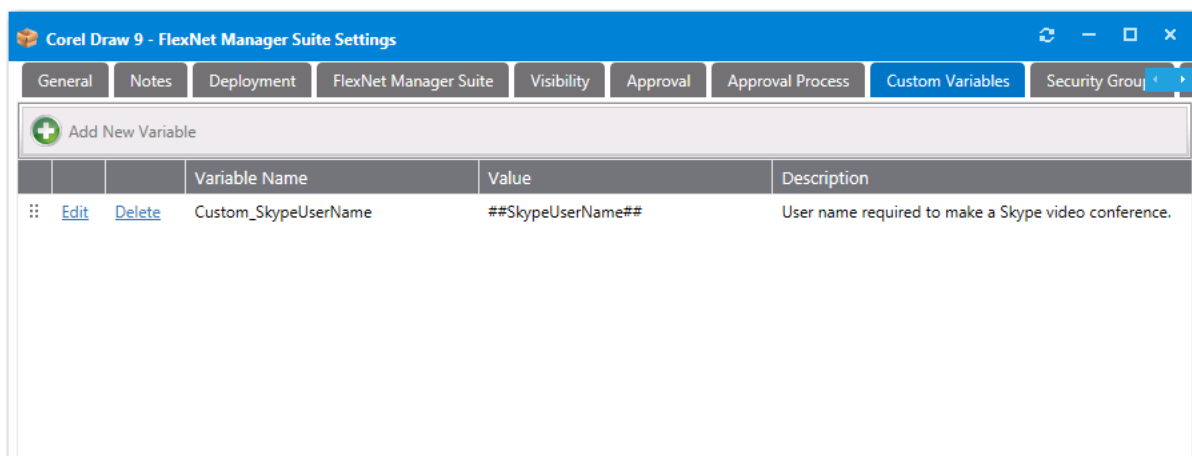 Corel Draw 9 - FlexNet Manager Suite Settings
General Notes Deployment FlexNet Manager Suite Visibility Approval Approval Process Custom Variables Security
Add New Variable
Variable Name Value Description
Edit Delete Custom_SkypeUserName ##SkypeUserName## User name required to make a Skype video conference.